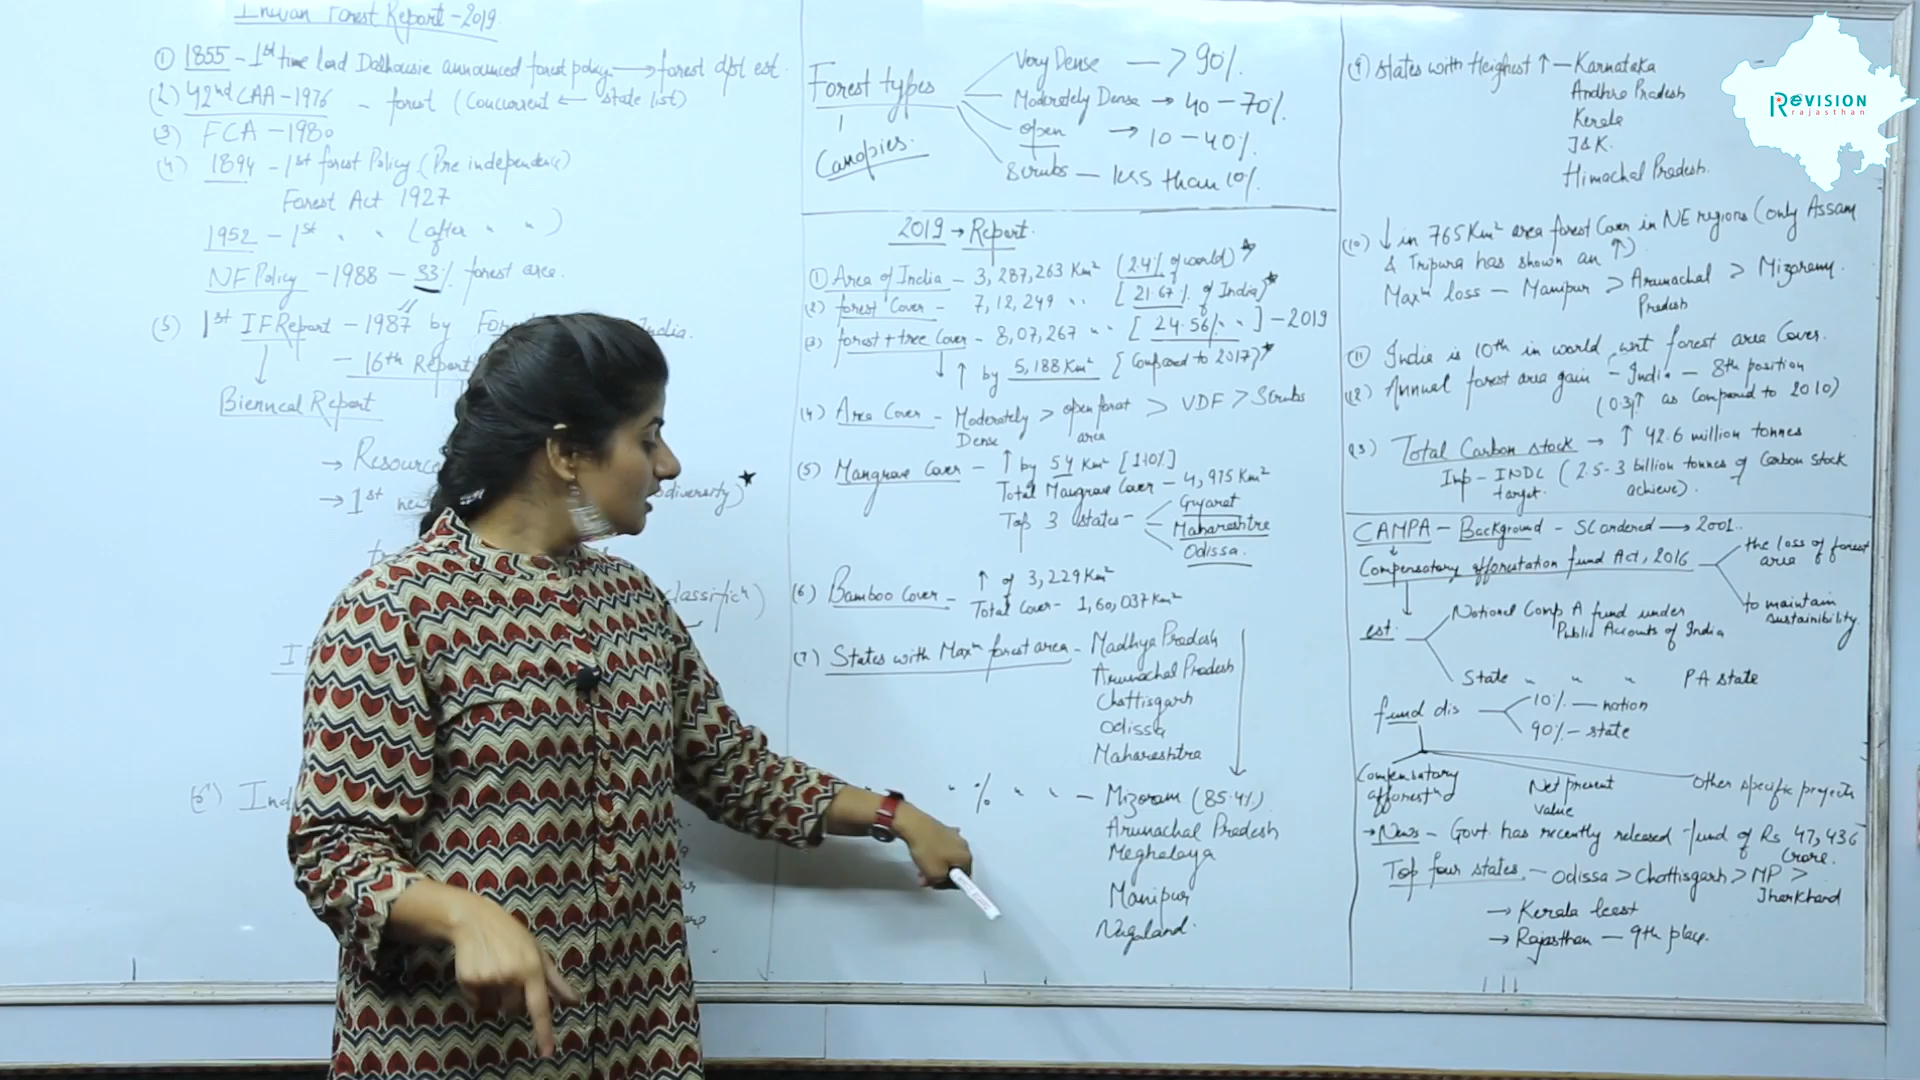 Indian Forest Report - 2019.
(1) 1855 - 1st time Lord Dalhousie announced forest policy → forest dpt est.
(2) 42nd CAA - 1976 - forest (Concurrent ← state list)
(3) FCA - 1980
(4) 1894 - 1st forest Policy (Pre independence)
Forest Act 1927
1952 - 1st " " (after " " )
NF Policy - 1988 - 33% forest area.
(5) 1st IF Report - 1987 by For India.
- 16th Report
Bienneal Report
→ Resource
→ 1st odiversity)
classificn)
IF
Ind
Forest types
Canopies.
Very Dense — > 90%.
Moderately Dense → 40 - 70%.
open → 10 - 40%.
Scrubs — less than 10%.
2019 → Report.
(1) Area of India - 3,287,263 Km² (2.4% of world)
(2) forest Cover - 7,12,249 " [21.67% of India]
(3) forest + tree Cover - 8,07,267 " [24.56% " "] - 2019
↑ by 5,188 Km² {Compared to 2017}
(4) Area Cover - Moderately Dense > open forest area > VDF > Scrubs
(5) Mangrove Cover - ↑ by 54 Km² [1.10%]
Total Mangrove Cover - 4,975 Km²
Top 3 states - Gujarat
Maharashtra
Odissa.
(6) Bamboo Cover - ↑ of 3,229 Km²
Total Cover - 1,60,037 Km²
(7) States with Maxm forest area - Madhya Pradesh
Arunachal Pradesh
Chattisgarh
Odissa
Maharashtra
" % " " - Mizoram (85.4%)
Arunachal Pradesh
Meghalaya
Manipur
Nagaland.
(9) States with Heighest ↑ - Karnataka
Andhra Pradesh
Kerala
J&K.
Himachal Pradesh.
(10) ↓ in 765 Km² area forest Cover in NE regions (only Assam
& Tripura has shown an ↑)
Maxm loss - Manipur > Arunachal Pradesh > Mizoram.
(11) India is 10th in world wrt forest area Cover.
(12) Annual forest area gain - India - 8th position
(0.3)↑ as Compared to 2010)
(13) Total Carbon stock → ↑ 42.6 million tonnes
Imp - INDC target. (2.5-3 billion tonnes of Carbon stock
achieve).
CAMPA - Background - SC ordered → 2001.
Compensatory afforestation fund Act, 2016
the loss of forest area
to maintain sustainibility.
est. National Comp A fund under
Public Accounts of India
State " " " PA state
fund dis 10% — nation
90% - state
Compensatory afforestnd
Net present value
Other specific projects
→ News - Govt. has recently released fund of Rs 47,436
Crore.
Top four states. - Odissa > Chattisgarh > MP >
Jharkhand
→ Kerala least
→ Rajasthan - 9th place.
ReVISION
rajasthan